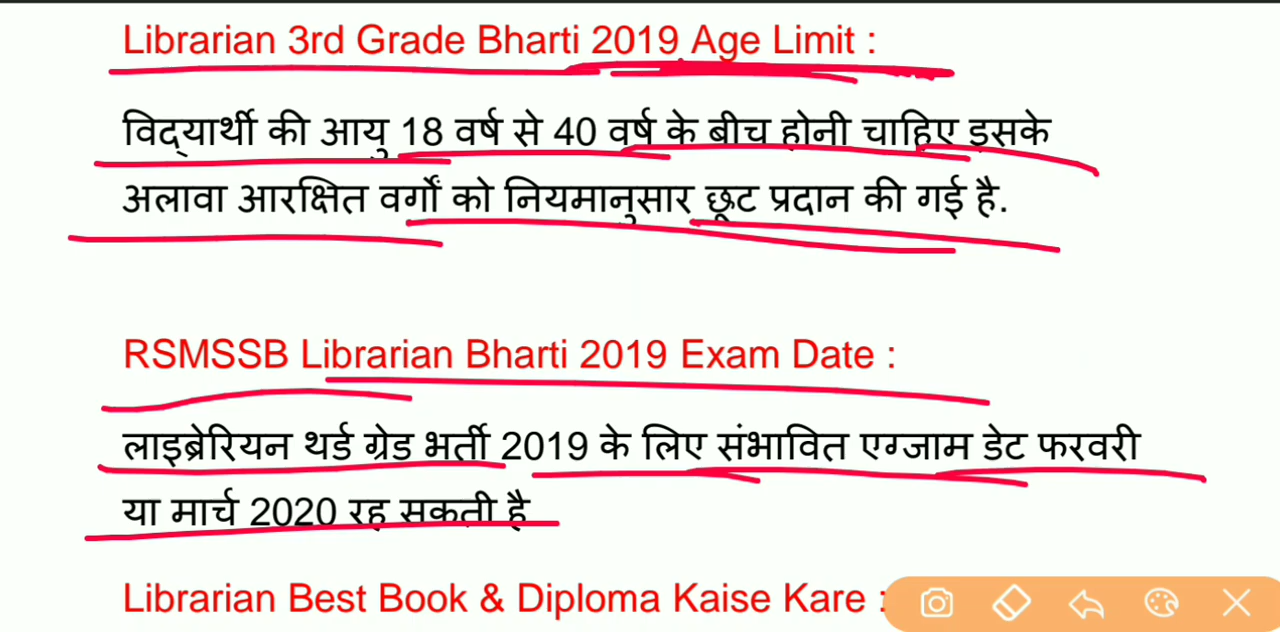 Librarian 3rd Grade Bharti 2019 Age Limit :
विद्यार्थी की आयु 18 वर्ष से 40 वर्ष के बीच होनी चाहिए इसके
अलावा आरक्षित वर्गों को नियमानुसार छूट प्रदान की गई है.
RSMSSB Librarian Bharti 2019 Exam Date :
लाइब्रेरियन थर्ड ग्रेड भर्ती 2019 के लिए संभावित एग्जाम डेट फरवरी
या मार्च 2020 रह सकती है
Librarian Best Book & Diploma Kaise Kare :